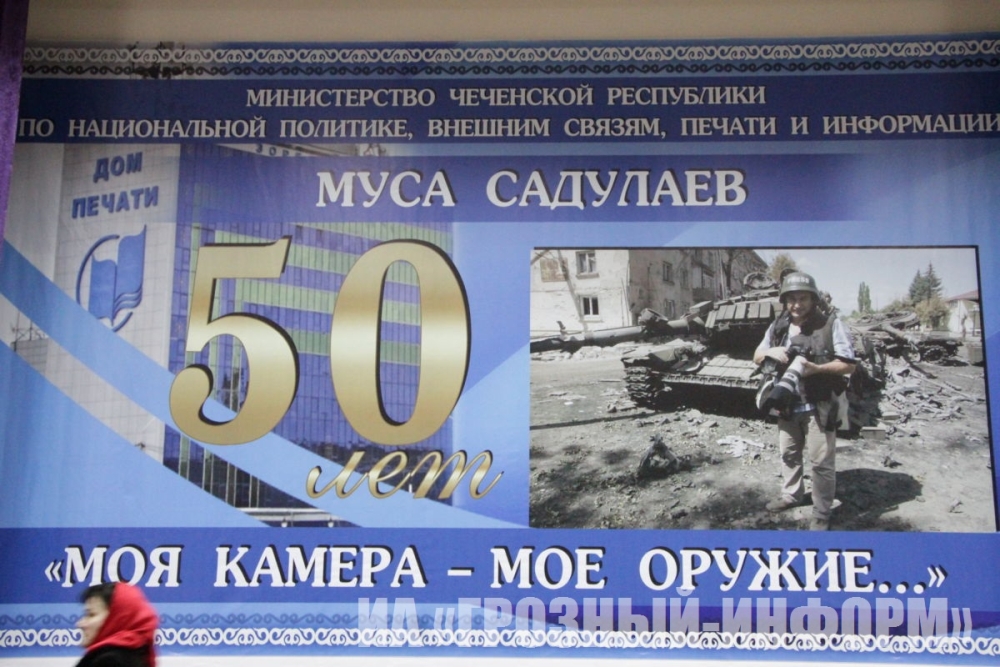 МИНИСТЕРСТВО ЧЕЧЕНСКОЙ РЕСПУБЛИКИ
ПО НАЦИОНАЛЬНОЙ ПОЛИТИКЕ, ВНЕШНИМ СВЯЗЯМ, ПЕЧАТИ И ИНФОРМАЦИИ
ДОМ
ПЕЧАТИ
МУСА САДУЛАЕВ
50
лет
«МОЯ КАМЕРА – МОЕ ОРУЖИЕ...»
ИА «ГРОЗНЫЙ-ИНФОРМ»